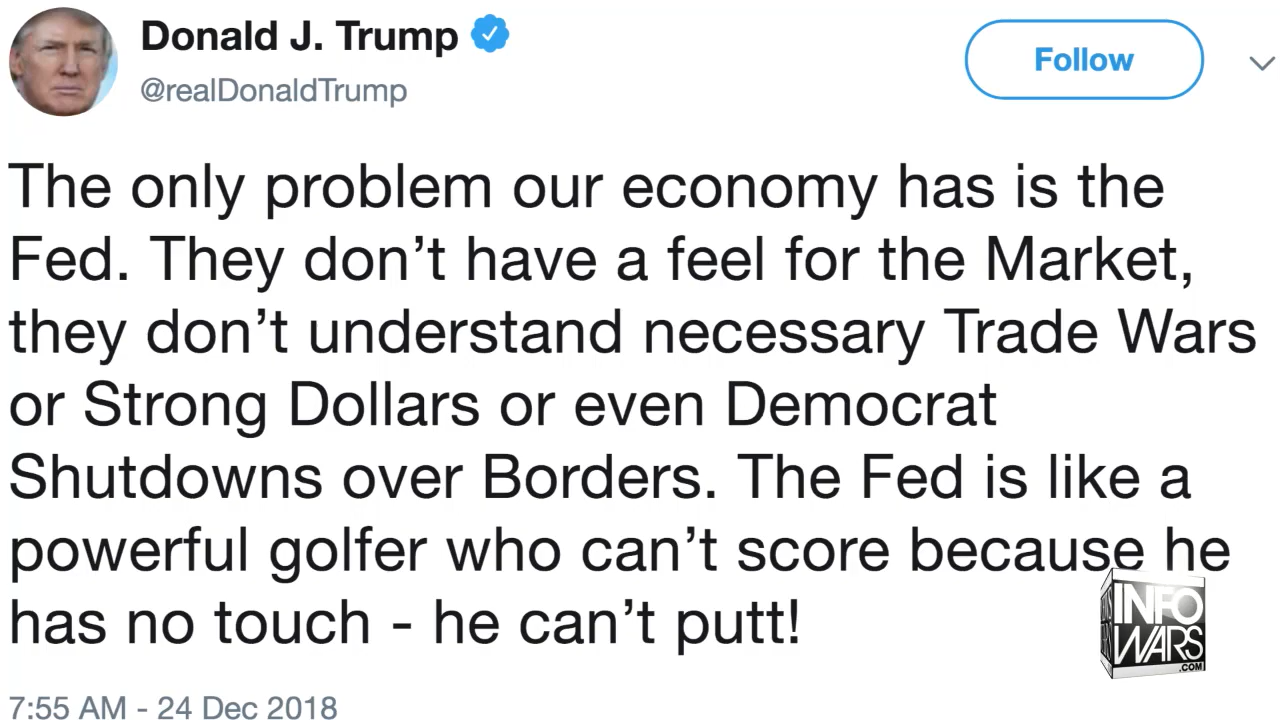 Donald J. Trump
@realDonaldTrump
Follow
The only problem our economy has is the
Fed. They don’t have a feel for the Market,
they don’t understand necessary Trade Wars
or Strong Dollars or even Democrat
Shutdowns over Borders. The Fed is like a
powerful golfer who can’t score because he
has no touch - he can’t putt!
INFO
WARS
.COM
7:55 AM - 24 Dec 2018